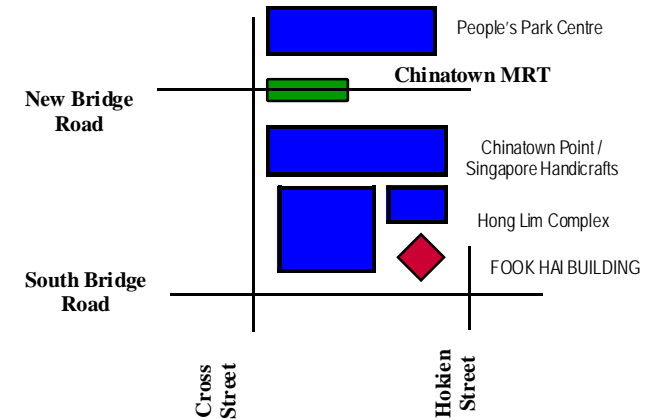 People's Park Centre
Chinatown MRT
New Bridge
Road
Chinatown Point /
Singapore Handicrafts
Hong Lim Complex
FOOK HAI BUILDING
South Bridge
Road
Cross
Street
Hokien
Street